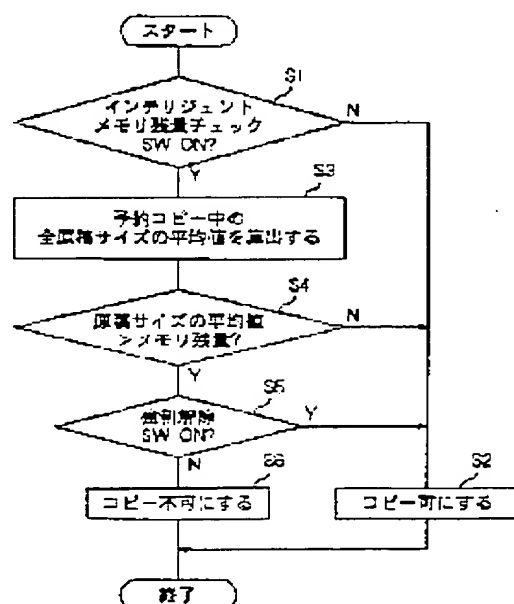 スタート
S1
インテリジェント
メモリ残量チェック
SW ON?
N
Y
S3
予約コピー中の
全原稿サイズの平均値を算出する
S4
原稿サイズの平均値
>メモリ残量?
N
Y
S5
強制解除
SW ON?
Y
N
S6
コピー不可にする
S2
コピー可にする
終了